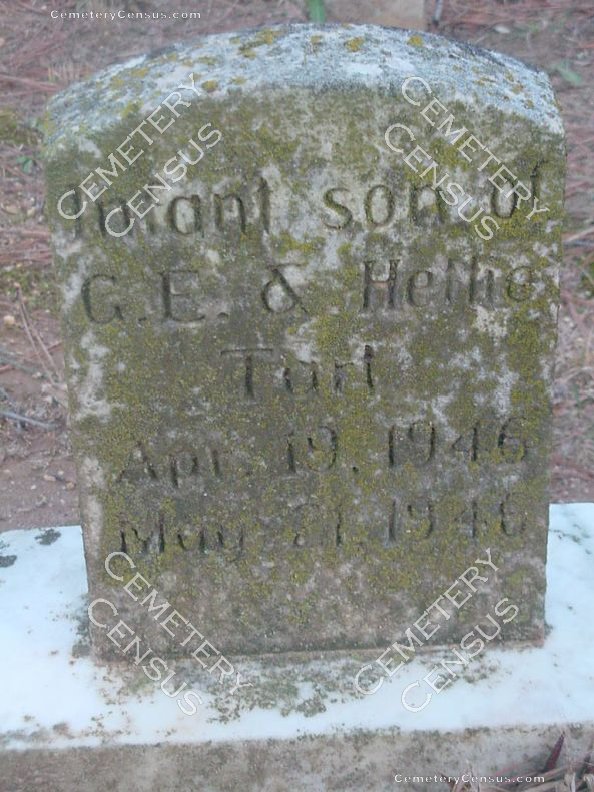 CemeteryCensus.com
CEMETERY
CENSUS
CEMETERY
CENSUS
Infant son of
G.E. & Hettie
Apr. 19, 1946
May 21, 1946
CEMETERY
CENSUS
CEMETERY
CENSUS
CemeteryCensus.com